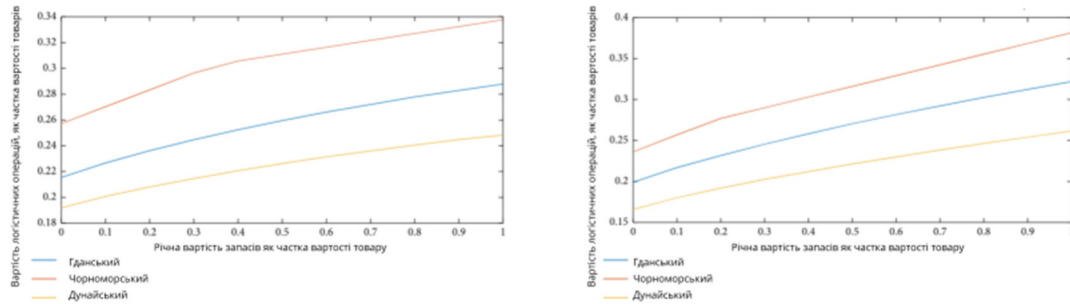 Вартість логістичних операцій, як частка вартості товарів
0.34
0.32
0.3
0.28
0.26
0.24
0.22
0.2
0.18
0 0.1 0.2 0.3 0.4 0.5 0.6 0.7 0.8 0.9 1
Річна вартість запасів як частка вартості товару
Гданський
Чорноморський
Дунайський
Вартість логістичних операцій, як частка вартості товарів
0.4
0.35
0.3
0.25
0.2
0.15
0 0.1 0.2 0.3 0.4 0.5 0.6 0.7 0.8 0.9
Річна вартість запасів як частка вартості товару
Гданський
Чорноморський
Дунайський